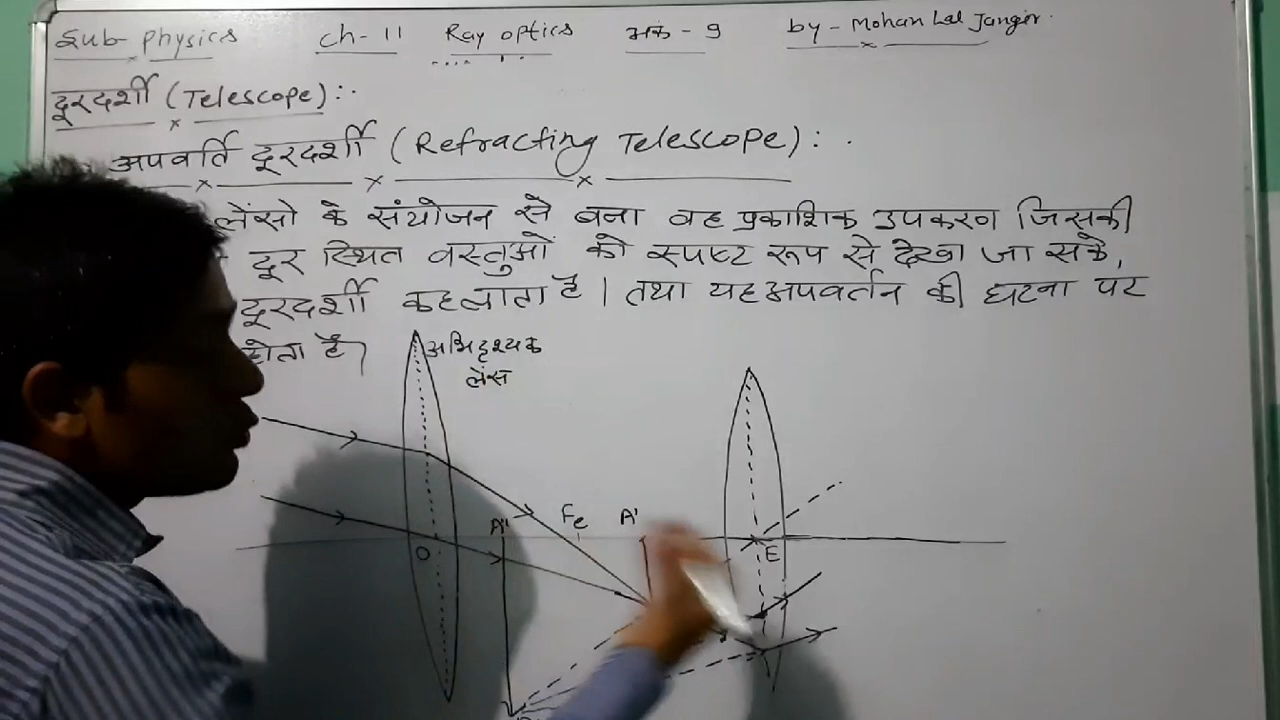 Sub- Physics ch- 11 Ray optics अंक - 9 by - Mohan Lal Jangir
दूरदर्शी (Telescope) :.
अपवर्ति दूरदर्शी (Refracting Telescope) : .
लेंसो के संयोजन से बना वह प्रकाशिक उपकरण जिसकी
दूर स्थित वस्तुओं को स्पष्ट रूप से देखा जा सके,
दूरदर्शी कहलाता है । तथा यह अपवर्तन की घटना पर
होता है।
अभिदृश्यक
लेंस
A" Fe A'
O E